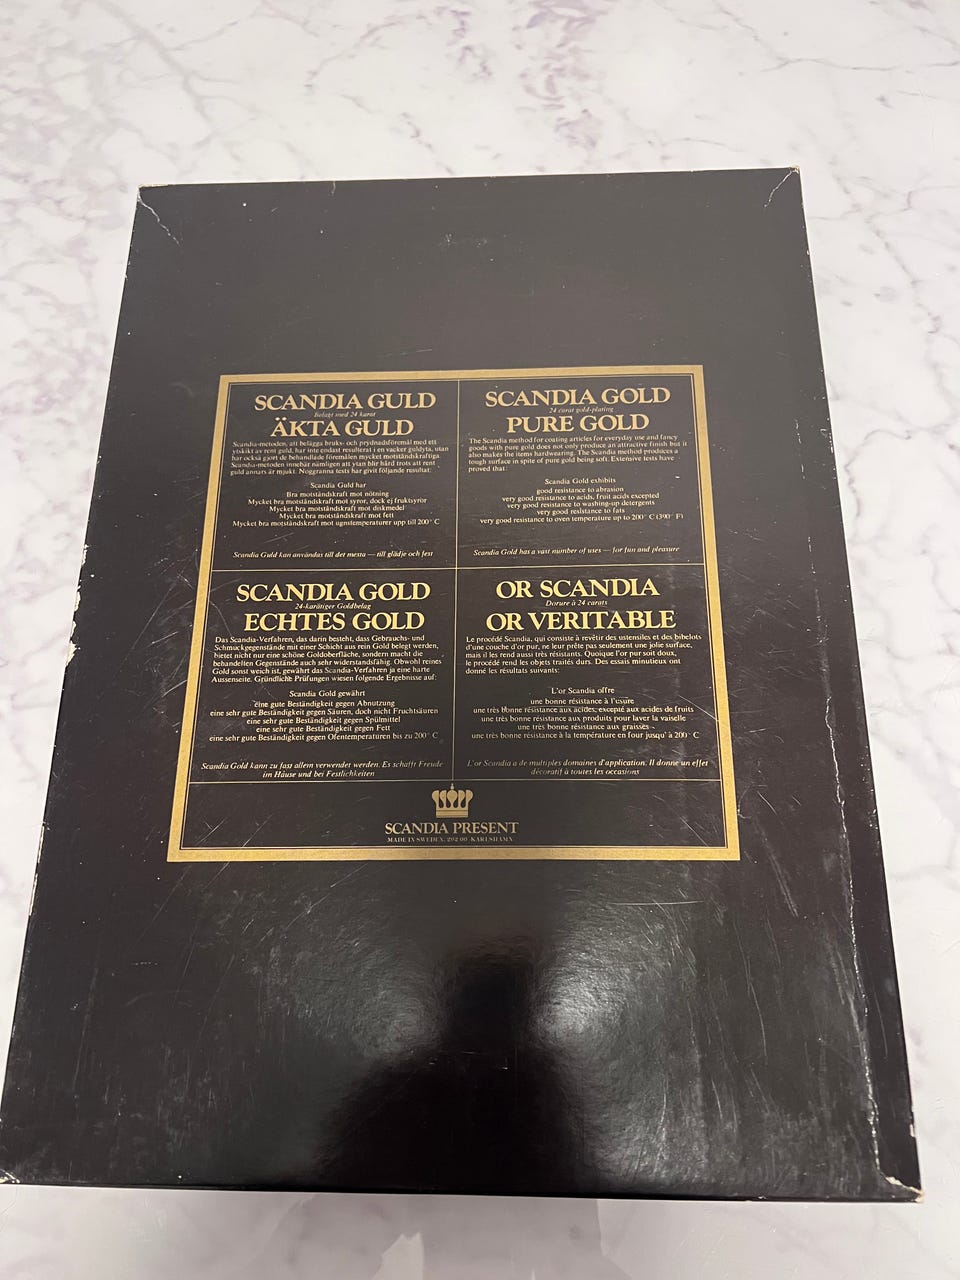 SCANDIA GULD
Belagt med 24 karat
ÄKTA GULD
Scandia-metoden, att belägga bruks- och prydnadsföremål med ett
ytskikt av rent guld, har inte endast resulterat i en vacker guldyta, utan
har också gjort de behandlade föremålen mycket motståndskraftiga.
Scandia-metoden innebär nämligen att ytan blir hård trots att rent
guld annars är mjukt. Noggranna tests har givit följande resultat:
Scandia Guld har
Bra motståndskraft mot nötning
Mycket bra motståndskraft mot syror, dock ej fruktsyror
Mycket bra motståndskraft mot diskmedel
Mycket bra motståndskraft mot fett
Mycket bra motståndskraft mot ugnstemperaturer upp till 200° C
Scandia Guld kan användas till det mesta — till glädje och fest
SCANDIA GOLD
24 carat gold-plating
PURE GOLD
The Scandia method for coating articles for everyday use and fancy
goods with pure gold does not only produce an attractive finish but it
also makes the items hardwearing. The Scandia method produces a
tough surface in spite of pure gold being soft. Extensive tests have
proved that:
Scandia Gold exhibits
good resistance to abrasion
very good resistance to acids, fruit acids excepted
very good resistance to washing-up detergents
very good resistance to fats
very good resistance to oven temperature up to 200° C (390° F)
Scandia Gold has a vast number of uses — for fun and pleasure
SCANDIA GOLD
24-karätiger Goldbelag
ECHTES GOLD
Das Scandia-Verfahren, das darin besteht, dass Gebrauchs- und
Schmuckgegenstände mit einer Schicht aus rein Gold belegt werden,
bietet nicht nur eine schöne Goldoberfläche, sondern macht die
behandelten Gegenstände auch sehr widerstandsfähig. Obwohl reines
Gold sonst weich ist, gewährt das Scandia-Verfahren ja eine harte
Aussenseite. Gründliche Prüfungen wiesen folgende Ergebnisse auf:
Scandia Gold gewährt
eine gute Beständigkeit gegen Abnutzung
eine sehr gute Beständigkeit gegen Säuren, doch nicht Fruchtsäuren
eine sehr gute Beständigkeit gegen Spülmittel
eine sehr gute Beständigkeit gegen Fett
eine sehr gute Beständigkeit gegen Ofentemperaturen bis zu 200° C
Scandia Gold kann zu fast allem verwendet werden. Es schafft Freude
im Häuse und bei Festlichkeiten
OR SCANDIA
Dorure à 24 carats
OR VERITABLE
Le procédé Scandia, qui consiste à revêtir des ustensiles et des bibelots
d'une couche d'or pur, ne leur prête pas seulement une jolie surface,
mais il les rend aussi très résistants. Quoique l'or pur soit doux,
le procédé rend les objets traités durs. Des essais minutieux ont
donné les résultats suivants:
L'or Scandia offre
une bonne résistance à l'usure
une très bonne résistance aux acides, excepté aux acides de fruits
une très bonne résistance aux produits pour laver la vaiselle
une très bonne résistance aux graisses
une très bonne résistance à la température en four jusqu' à 200° C
L'or Scandia a de multiples domaines d'application. Il donne un effet
décoratif à toutes les occasions
SCANDIA PRESENT
MADE IN SWEDEN. 292 00 KARLSHAMN